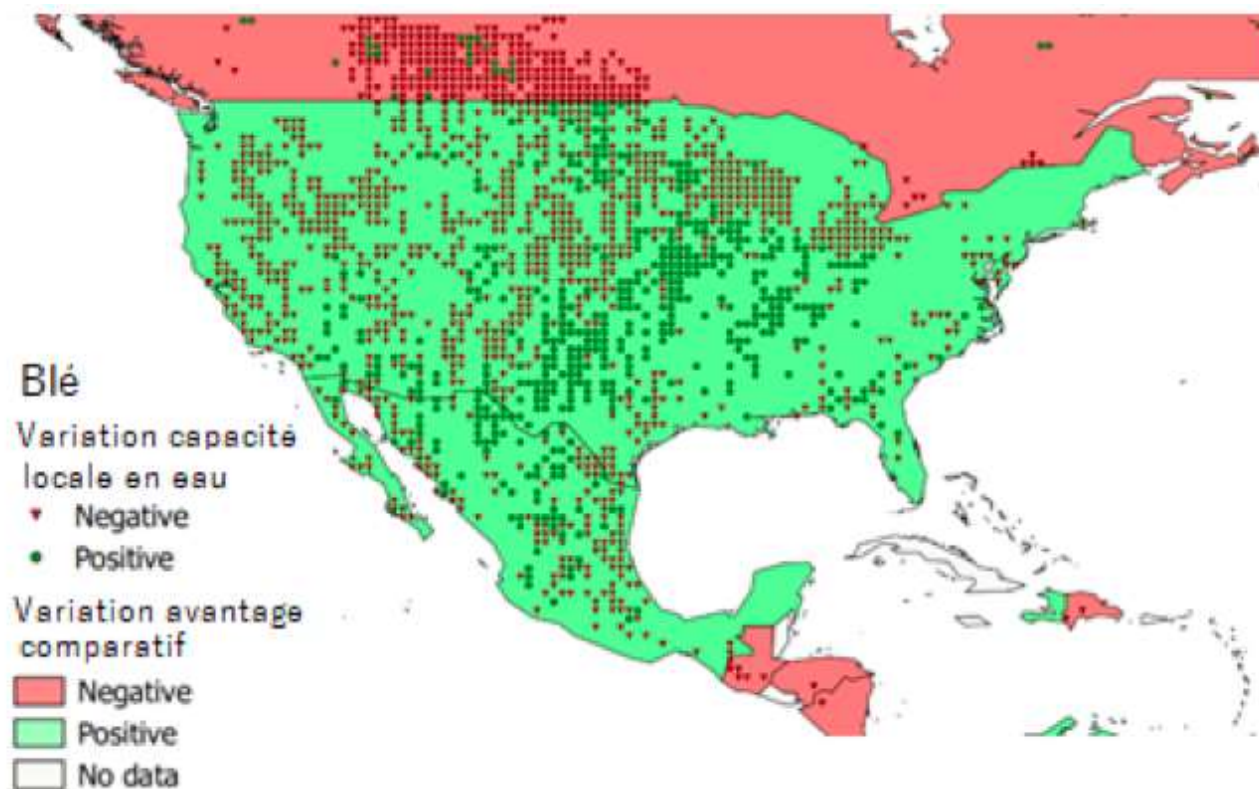 Blé
Variation capacité
locale en eau
Negative
Positive
Variation avantage
comparatif
Negative
Positive
No data